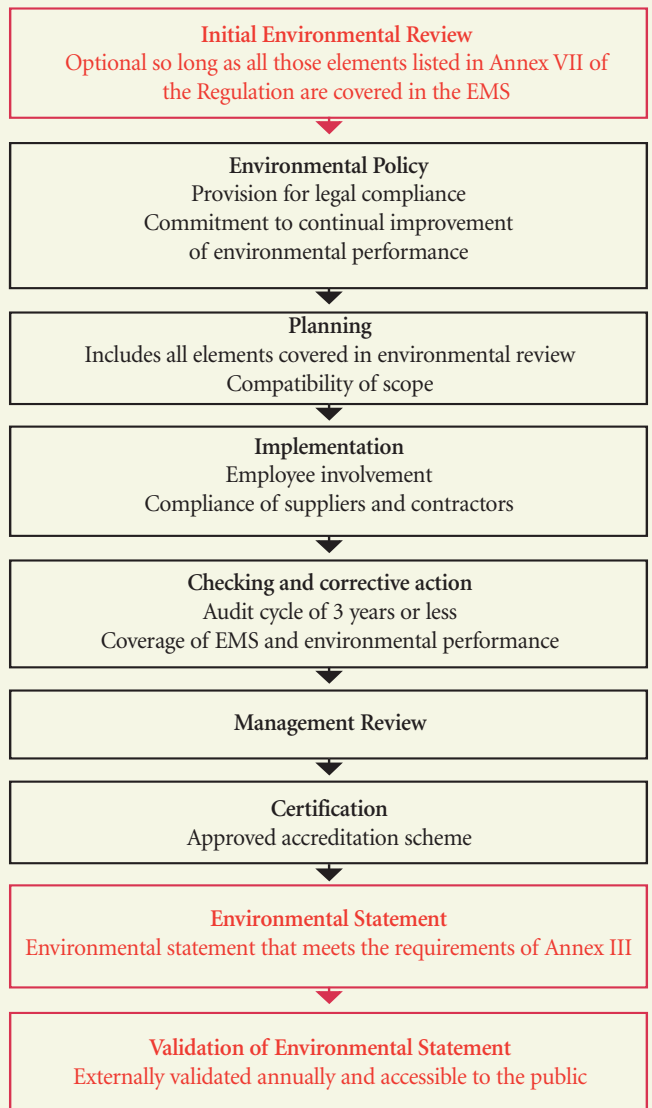 Initial Environmental Review
Optional so long as all those elements listed in Annex VII of
the Regulation are covered in the EMS
Environmental Policy
Provision for legal compliance
Commitment to continual improvement
of environmental performance
Planning
Includes all elements covered in environmental review
Compatibility of scope
Implementation
Employee involvement
Compliance of suppliers and contractors
Checking and corrective action
Audit cycle of 3 years or less
Coverage of EMS and environmental performance
Management Review
Certification
Approved accreditation scheme
Environmental Statement
Environmental statement that meets the requirements of Annex III
Validation of Environmental Statement
Externally validated annually and accessible to the public